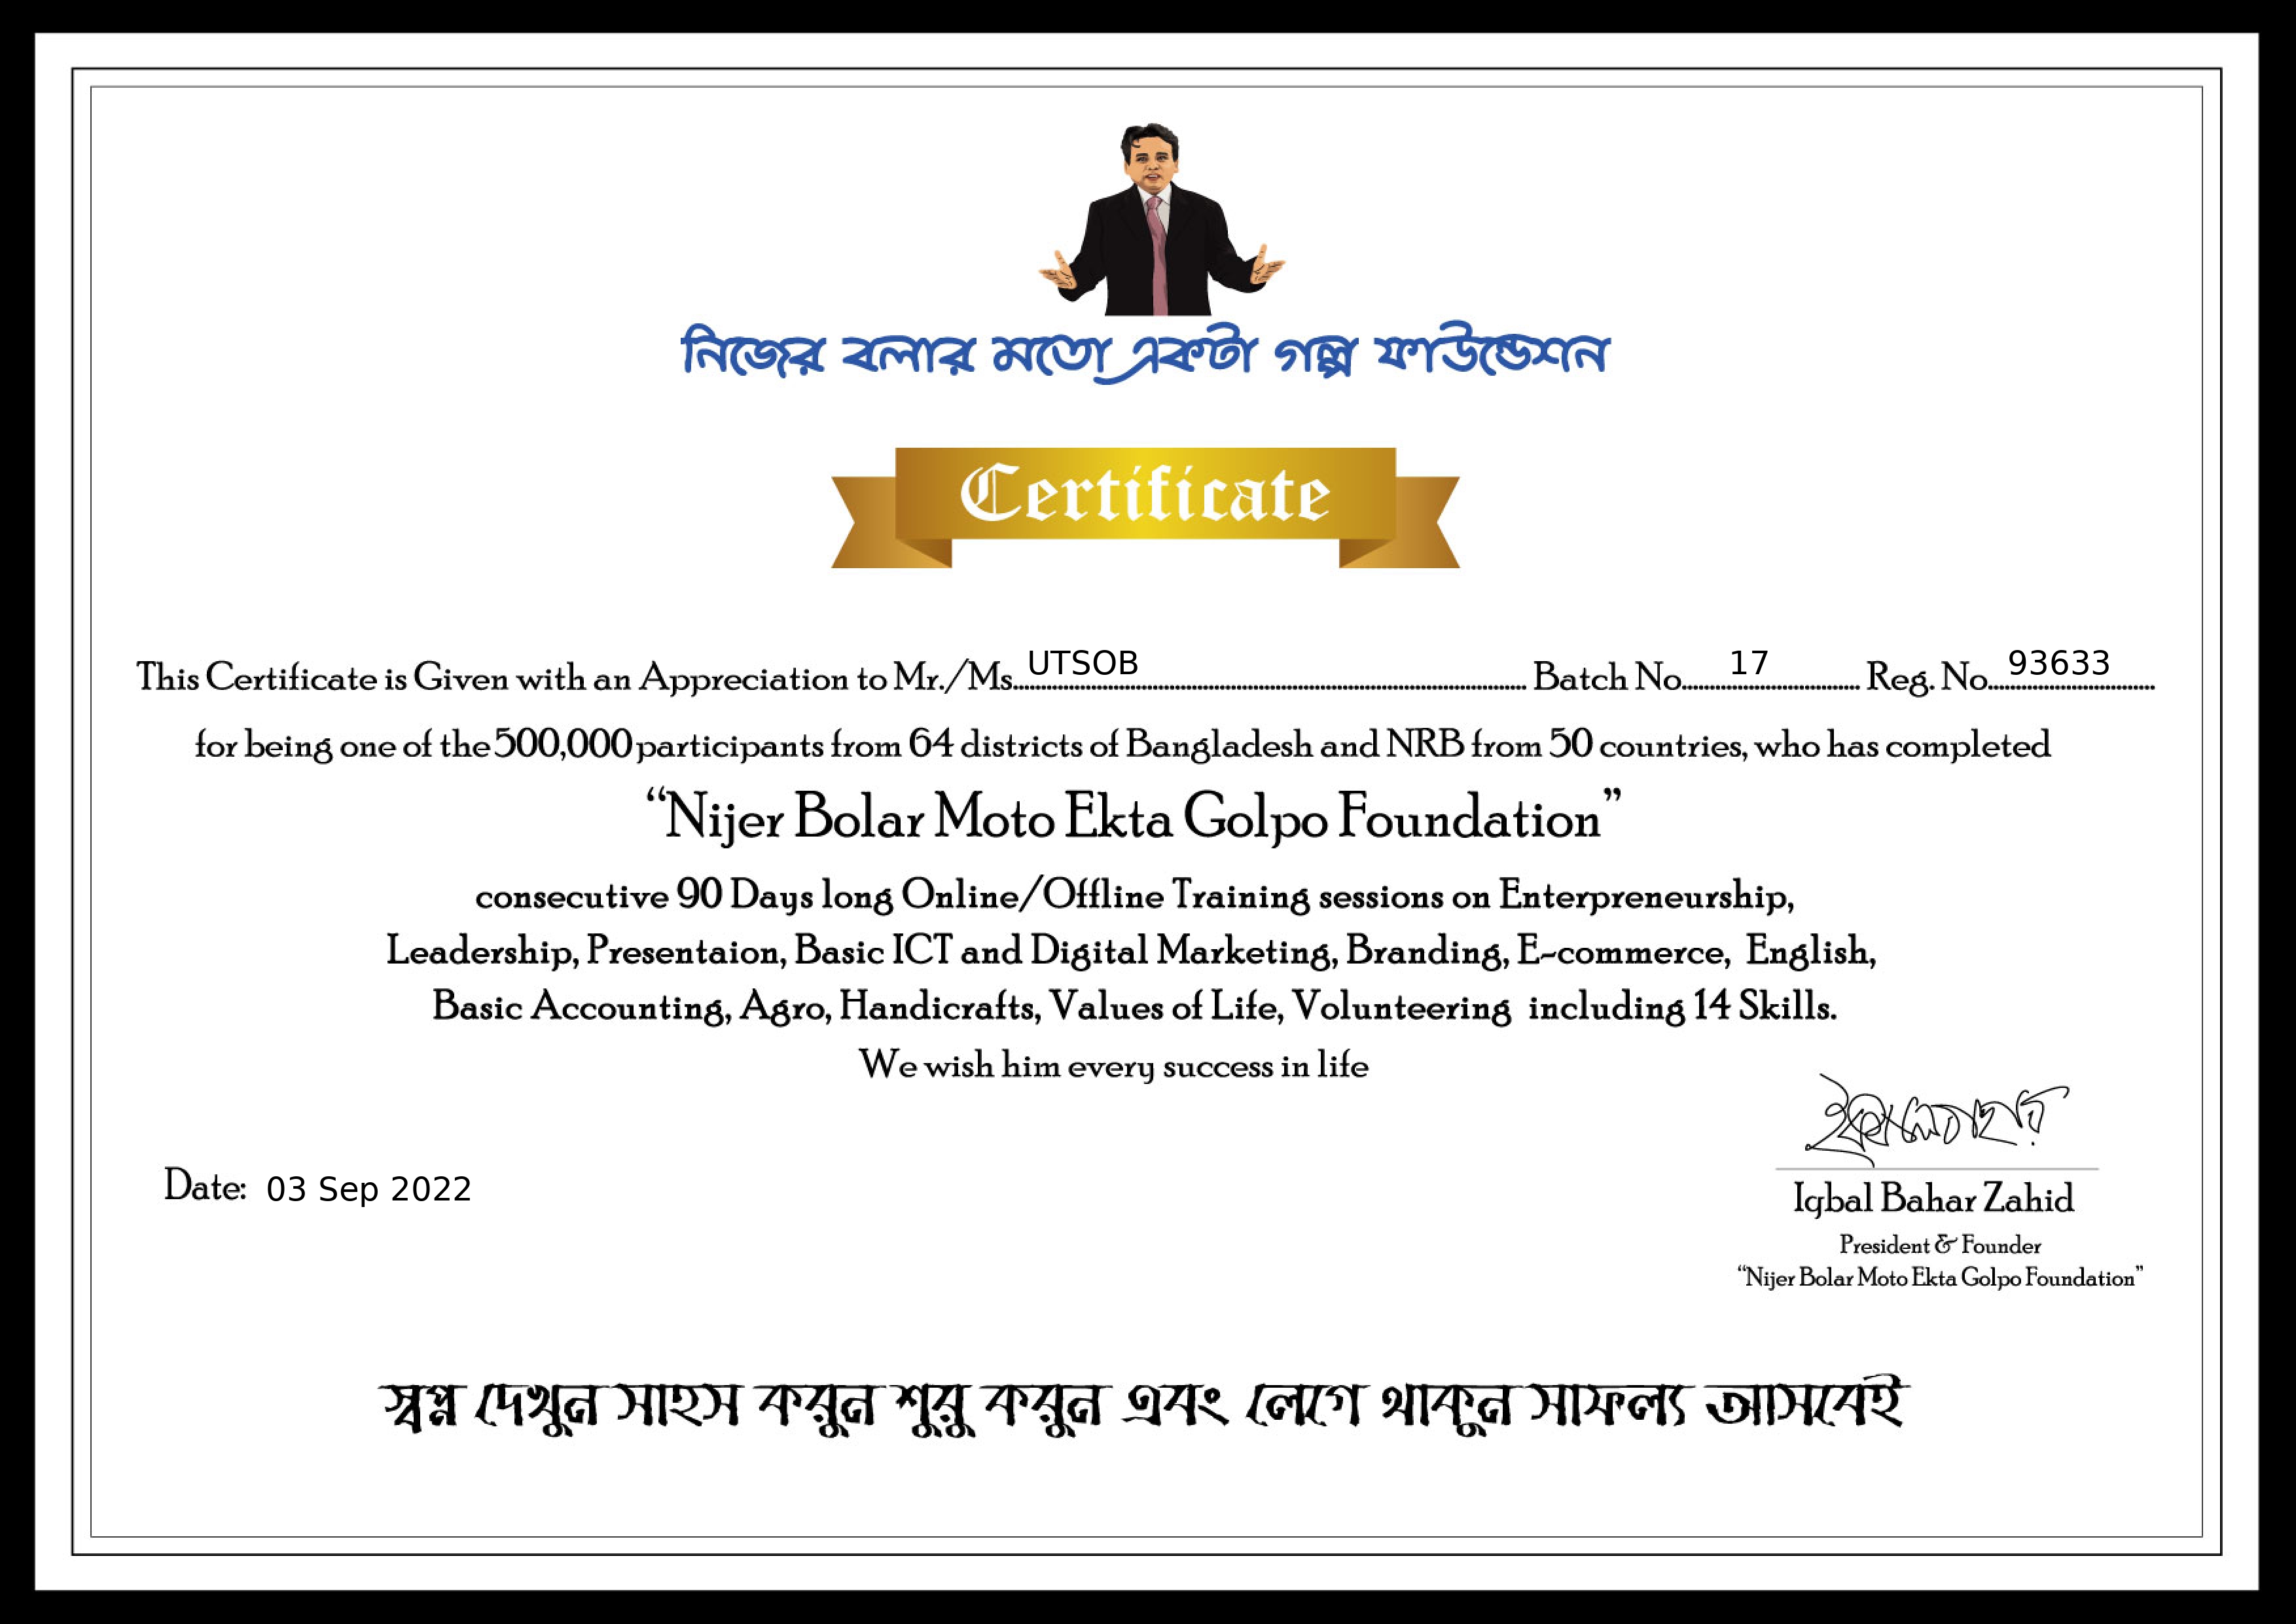 নিজের বলার মতো একটা গল্প ফাউন্ডেশন
Certificate
This Certificate is Given with an Appreciation to Mr./Ms. UTSOB Batch No. 17 Reg. No. 93633
for being one of the 500,000 participants from 64 districts of Bangladesh and NRB from 50 countries, who has completed
“Nijer Bolar Moto Ekta Golpo Foundation”
consecutive 90 Days long Online/Offline Training sessions on Enterpreneurship,
Leadership, Presentaion, Basic ICT and Digital Marketing, Branding, E-commerce, English,
Basic Accounting, Agro, Handicrafts, Values of Life, Volunteering including 14 Skills.
We wish him every success in life
ইকবাল বাহার
Date: 03 Sep 2022
Iqbal Bahar Zahid
President & Founder
“Nijer Bolar Moto Ekta Golpo Foundation”
স্বপ্ন দেখুন সাহস করুন শুরু করুন এবং লেগে থাকুন সাফল্য আসবেই